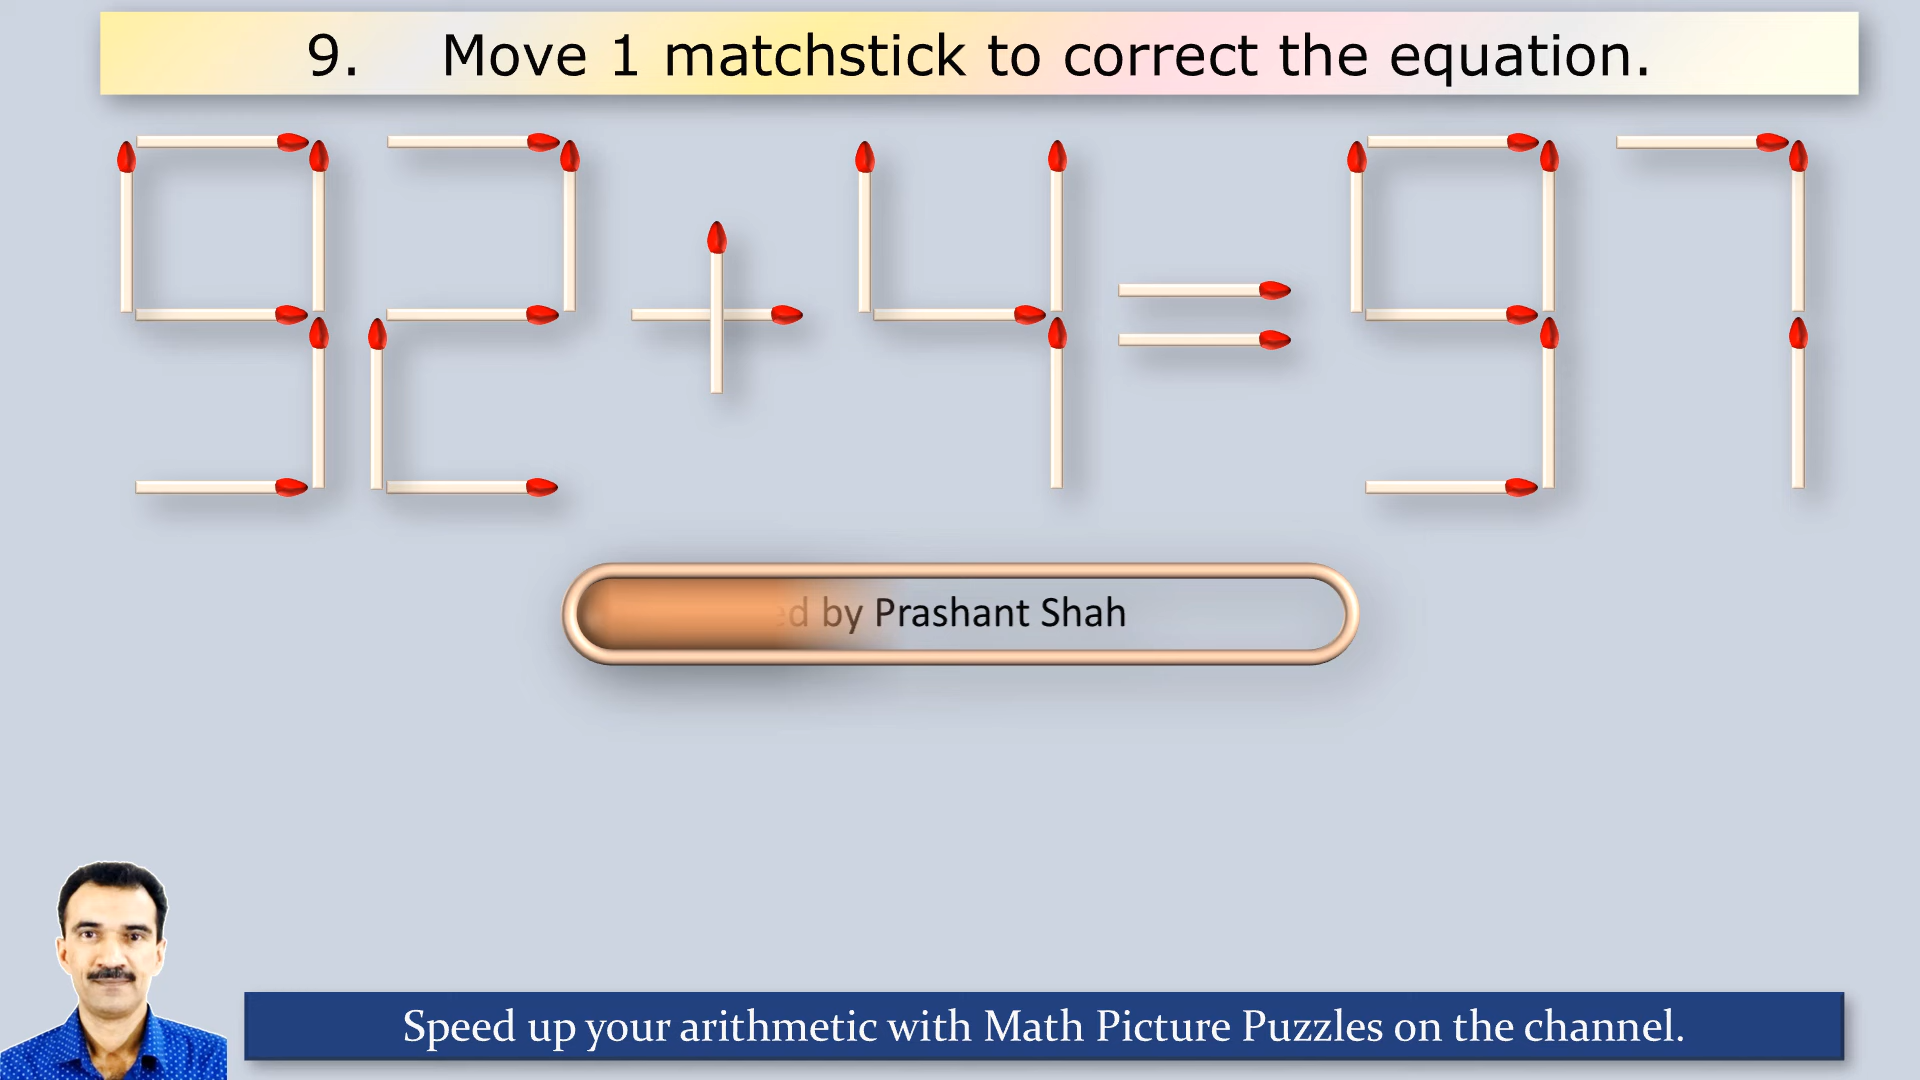 9. Move 1 matchstick to correct the equation.
92+4=97
by Prashant Shah
Speed up your arithmetic with Math Picture Puzzles on the channel.